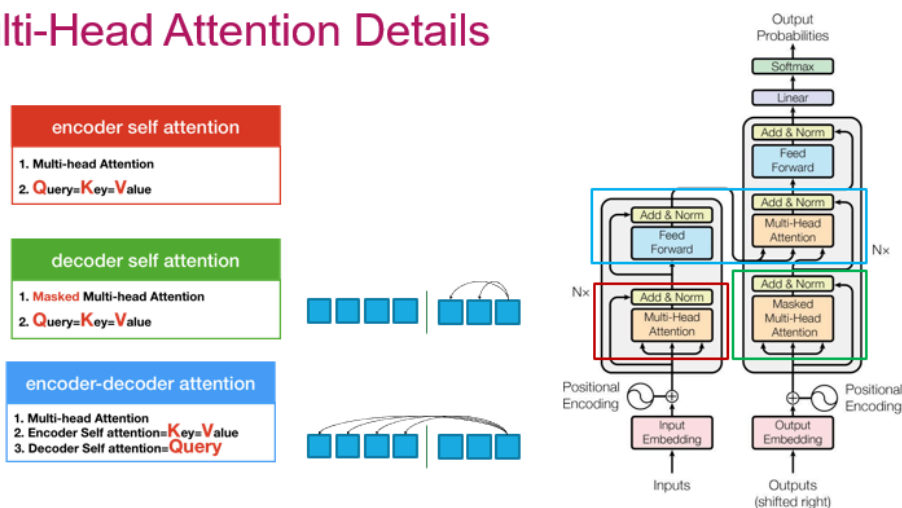 lti-Head Attention Details
encoder self attention
1. Multi-head Attention
2. Query=Key=Value
decoder self attention
1. Masked Multi-head Attention
2. Query=Key=Value
encoder-decoder attention
1. Multi-head Attention
2. Encoder Self attention=Key=Value
3. Decoder Self attention=Query
Output
Probabilities
Softmax
Linear
Add & Norm
Feed
Forward
Add & Norm
Multi-Head
Attention
Nx
Add & Norm
Masked
Multi-Head
Attention
Add & Norm
Feed
Forward
Nx
Add & Norm
Multi-Head
Attention
Positional
Encoding
Positional
Encoding
Input
Embedding
Output
Embedding
Inputs
Outputs
(shifted right)